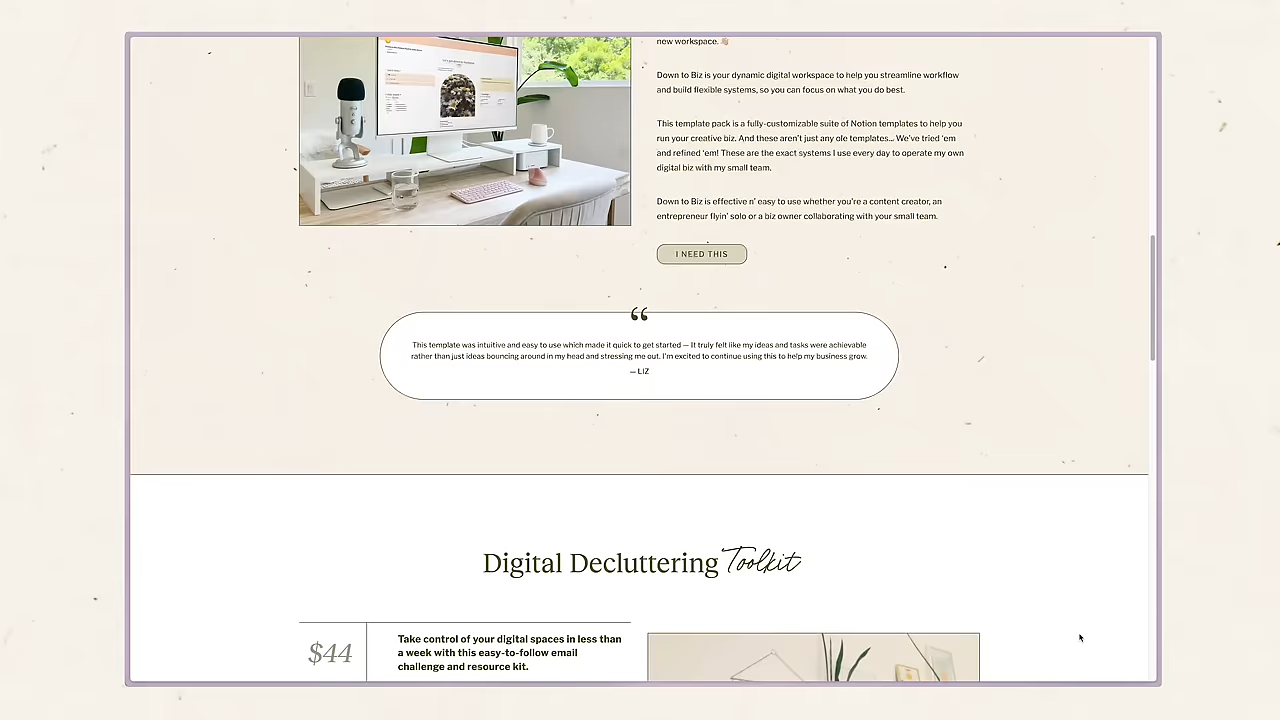 new workspace. 👋🏼
Down to Biz is your dynamic digital workspace to help you streamline workflow
and build flexible systems, so you can focus on what you do best.
This template pack is a fully-customizable suite of Notion templates to help you
run your creative biz. And these aren't just any ole templates... We've tried 'em
and refined 'em! These are the exact systems I use every day to operate my own
digital biz with my small team.
Down to Biz is effective n' easy to use whether you're a content creator, an
entrepreneur flyin' solo or a biz owner collaborating with your small team.
I NEED THIS
“
This template was intuitive and easy to use which made it quick to get started — It truly felt like my ideas and tasks were achievable
rather than just ideas bouncing around in my head and stressing me out. I'm excited to continue using this to help my business grow.
— LIZ
Digital Decluttering Toolkit
$44
Take control of your digital spaces in less than
a week with this easy-to-follow email
challenge and resource kit.